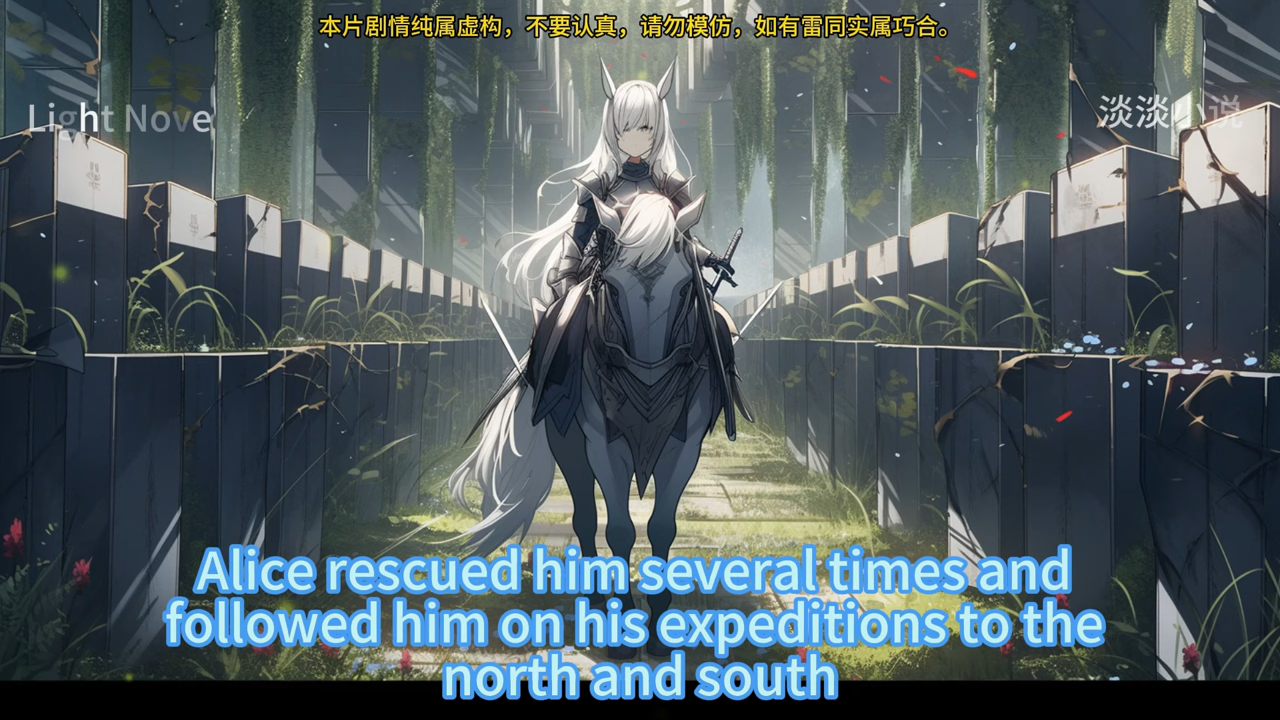 本片剧情纯属虚构，不要认真，请勿模仿，如有雷同实属巧合。
Light Nove
淡淡小说
Alice rescued him several times and
followed him on his expeditions to the
north and south